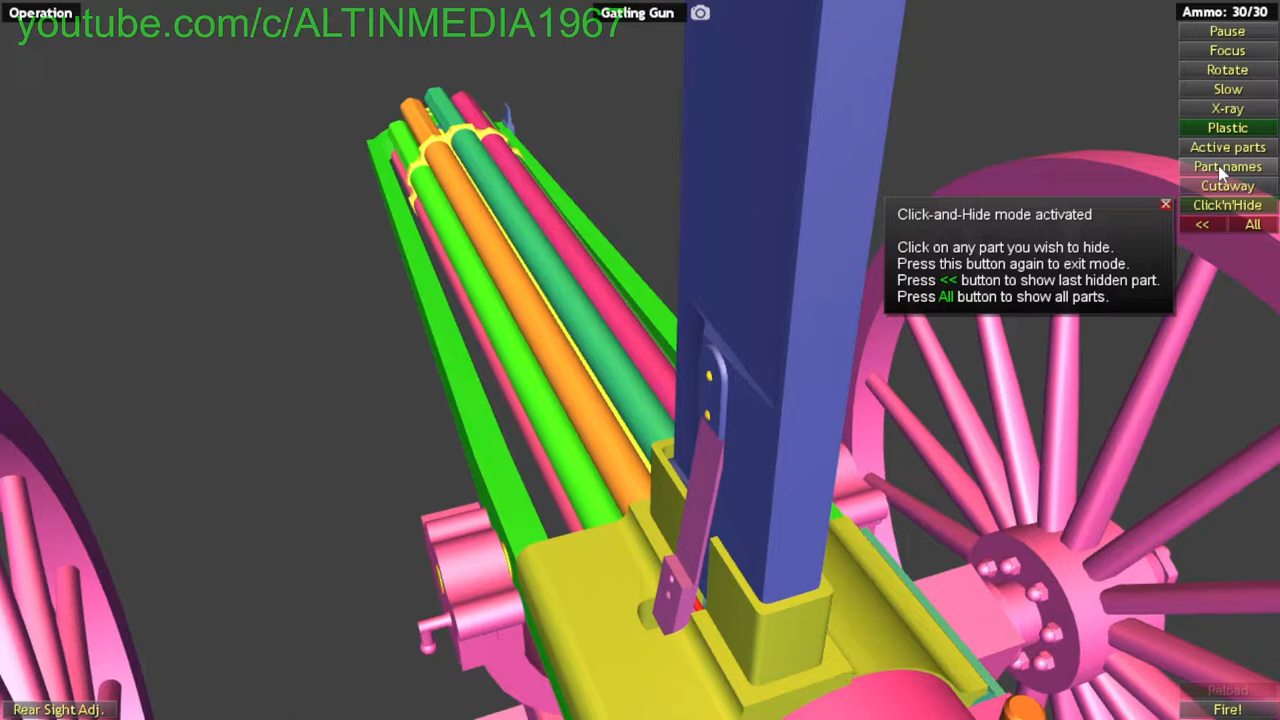 Operation
Gatling Gun
Ammo: 30/30
youtube.com/c/ALTINMEDIA1967
Pause
Focus
Rotate
Slow
X-ray
Plastic
Active parts
Part names
Cutaway
Click'n'Hide
<< All
Click-and-Hide mode activated
Click on any part you wish to hide.
Press this button again to exit mode.
Press << button to show last hidden part.
Press All button to show all parts.
Reload
Rear Sight Adj.
Fire!